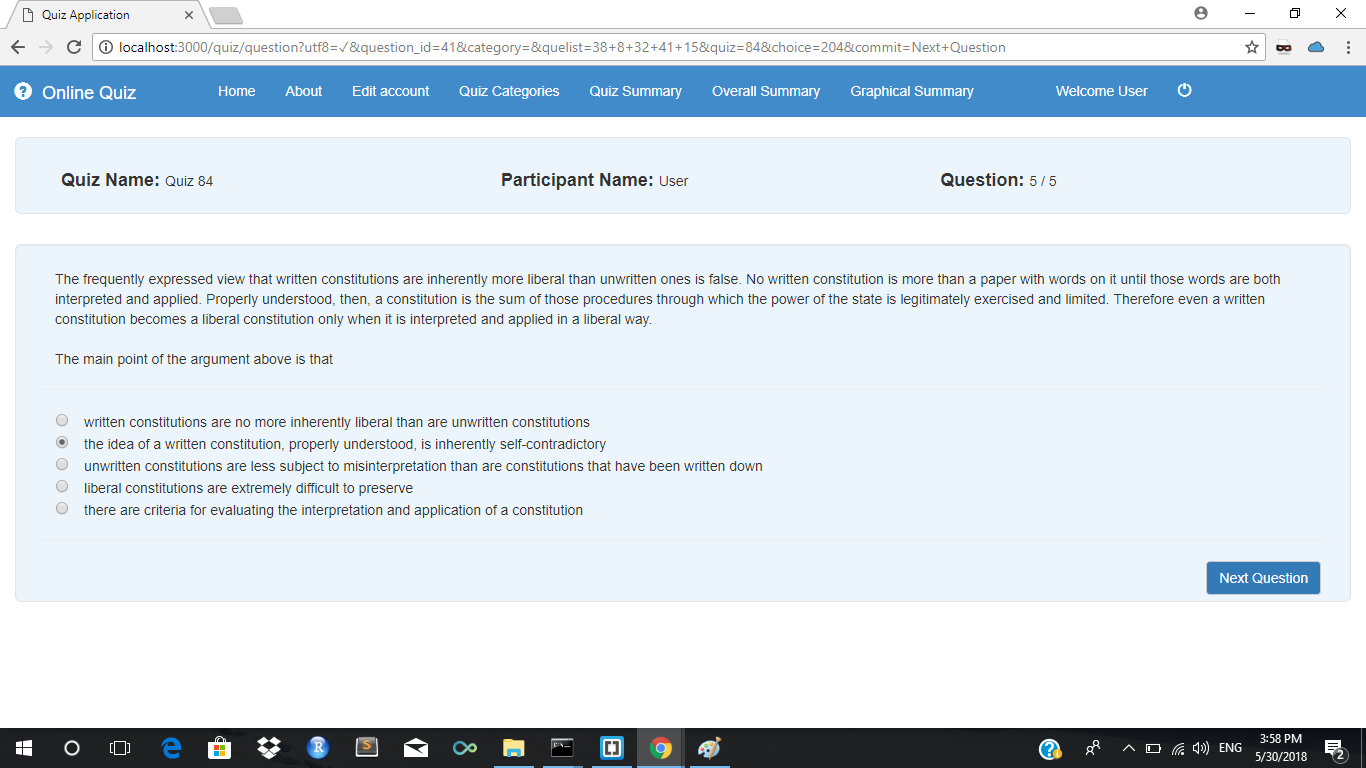 Quiz Application
localhost:3000/quiz/question?utf8=✓&question_id=41&category=&quelist=38+8+32+41+15&quiz=84&choice=204&commit=Next+Question
Online Quiz Home About Edit account Quiz Categories Quiz Summary Overall Summary Graphical Summary Welcome User
Quiz Name: Quiz 84 Participant Name: User Question: 5 / 5
The frequently expressed view that written constitutions are inherently more liberal than unwritten ones is false. No written constitution is more than a paper with words on it until those words are both
interpreted and applied. Properly understood, then, a constitution is the sum of those procedures through which the power of the state is legitimately exercised and limited. Therefore even a written
constitution becomes a liberal constitution only when it is interpreted and applied in a liberal way.
The main point of the argument above is that
written constitutions are no more inherently liberal than are unwritten constitutions
the idea of a written constitution, properly understood, is inherently self-contradictory
unwritten constitutions are less subject to misinterpretation than are constitutions that have been written down
liberal constitutions are extremely difficult to preserve
there are criteria for evaluating the interpretation and application of a constitution
Next Question
ENG
3:58 PM
5/30/2018
2